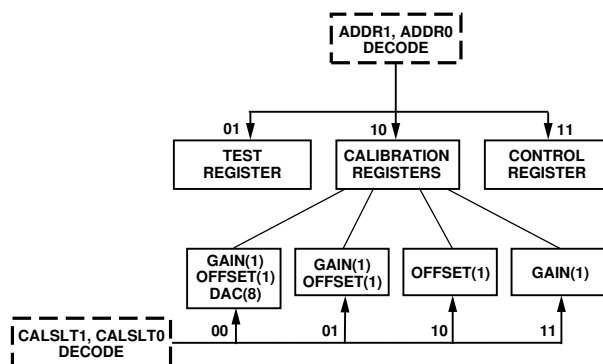 ADDR1, ADDR0
DECODE
01
10
11
TEST
REGISTER
CALIBRATION
REGISTERS
CONTROL
REGISTER
GAIN(1)
OFFSET(1)
DAC(8)
GAIN(1)
OFFSET(1)
OFFSET(1)
GAIN(1)
CALSLT1, CALSLT0
DECODE
00
01
10
11